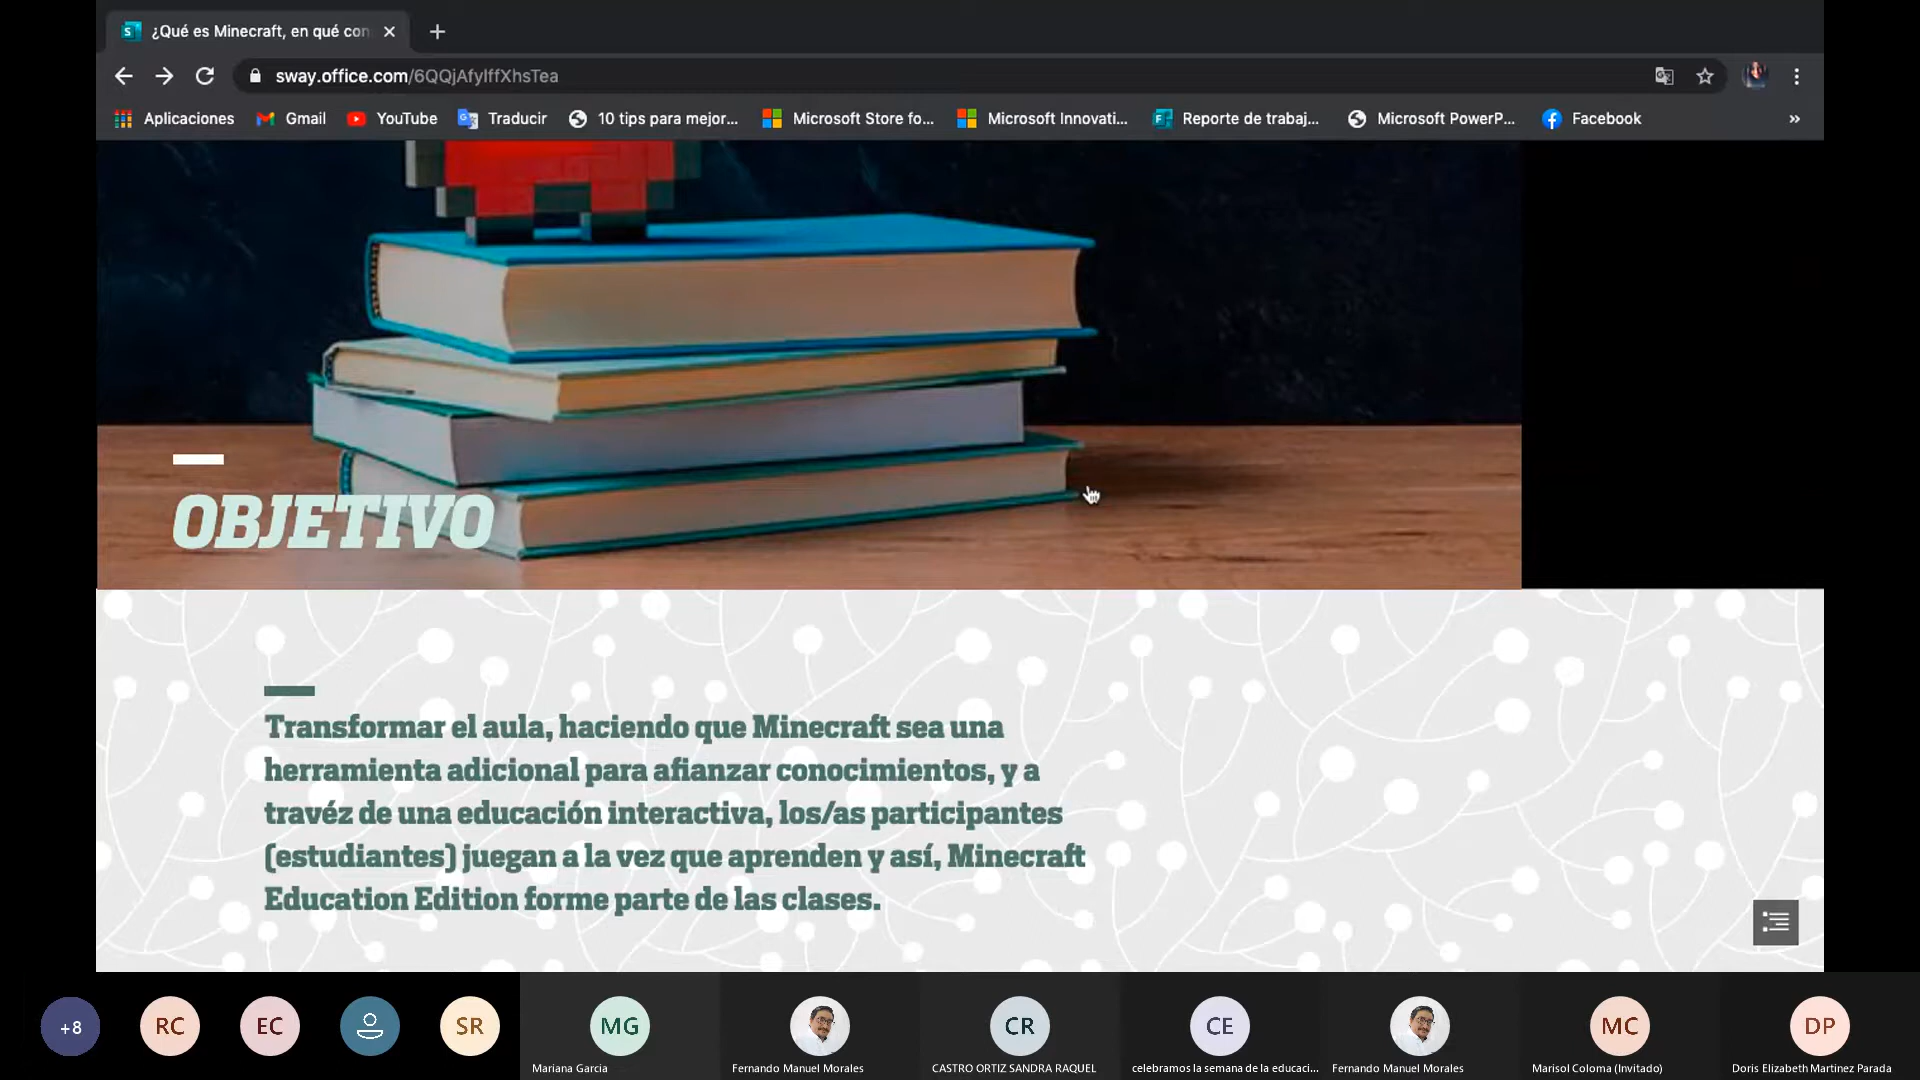 ¿Qué es Minecraft, en qué con
sway.office.com/6QQjAfyIffXhsTea
Aplicaciones Gmail YouTube Traducir 10 tips para mejor... Microsoft Store fo... Microsoft Innovati... Reporte de trabaj... Microsoft PowerP... Facebook »
OBJETIVO
Transformar el aula, haciendo que Minecraft sea una
herramienta adicional para afianzar conocimientos, y a
travéz de una educación interactiva, los/as participantes
(estudiantes) juegan a la vez que aprenden y así, Minecraft
Education Edition forme parte de las clases.
+8 RC EC SR MG CR CE MC DP
Mariana Garcia Fernando Manuel Morales CASTRO ORTIZ SANDRA RAQUEL celebramos la semana de la educaci... Fernando Manuel Morales Marisol Coloma (Invitado) Doris Elizabeth Martinez Parada